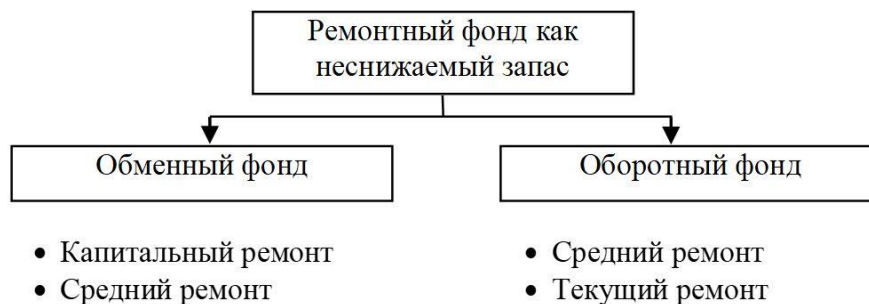 Ремонтный фонд как
неснижаемый запас
Обменный фонд
Оборотный фонд
• Капитальный ремонт
• Средний ремонт
• Средний ремонт
• Текущий ремонт